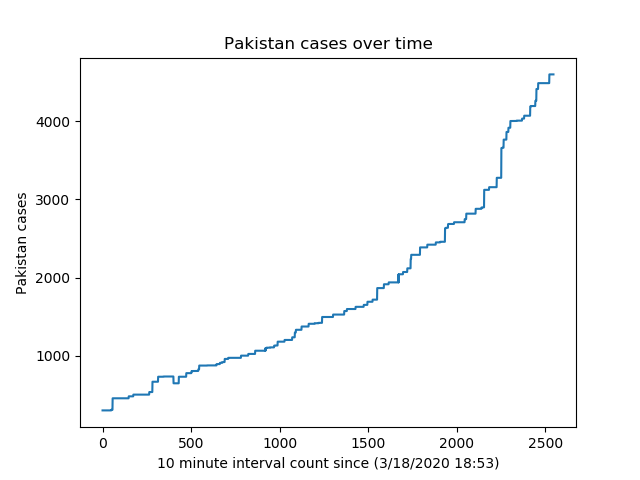 Pakistan cases over time
Pakistan cases
4000
3000
2000
1000
0 500 1000 1500 2000 2500
10 minute interval count since (3/18/2020 18:53)